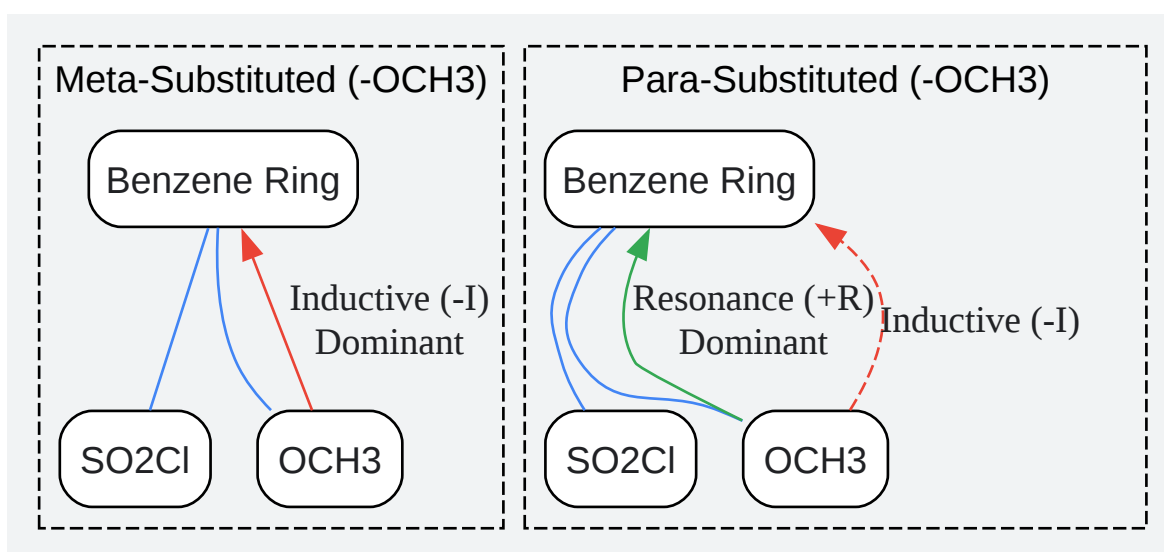 Meta-Substituted (-OCH3)
Benzene Ring
Inductive (-I)
Dominant
SO2Cl
OCH3
Para-Substituted (-OCH3)
Benzene Ring
Resonance (+R)
Dominant
Inductive (-I)
SO2Cl
OCH3